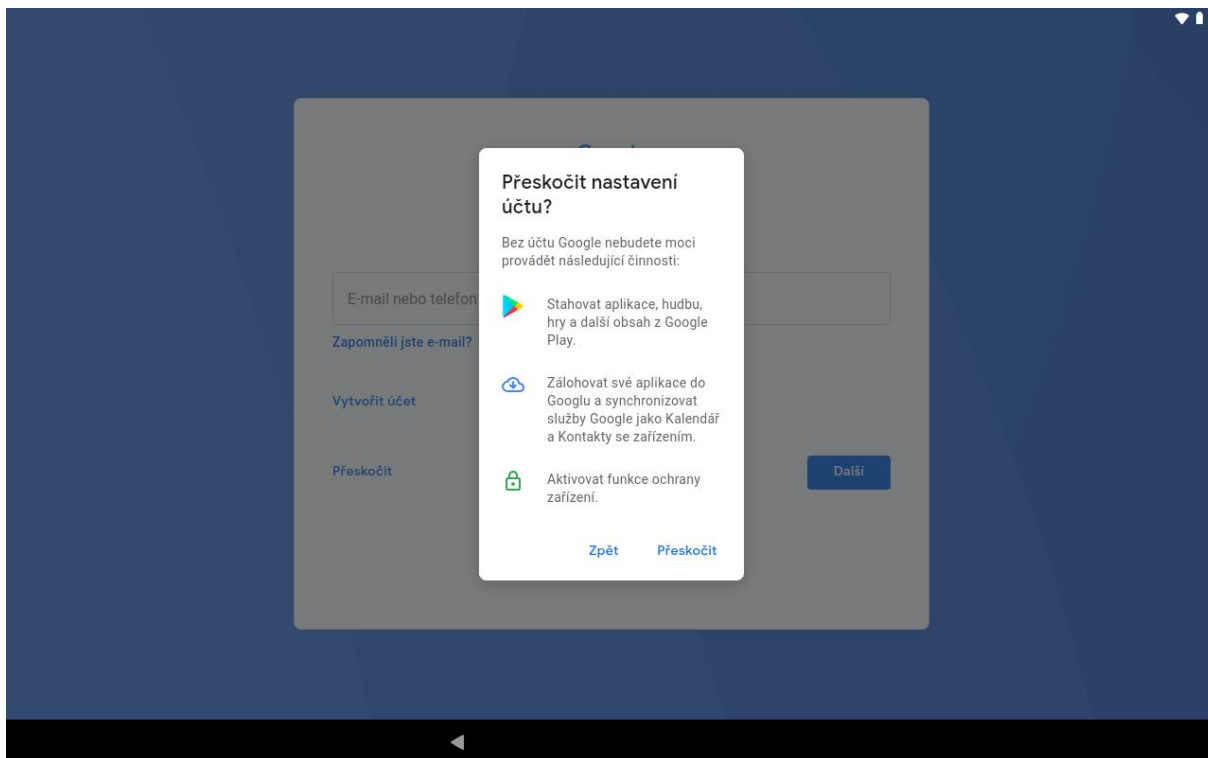 Přeskočit nastavení
účtu?
Bez účtu Google nebudete moci
provádět následující činnosti:
E-mail nebo telefon
Stahovat aplikace, hudbu,
hry a další obsah z Google
Play.
Zapomněli jste e-mail?
Zálohovat své aplikace do
Googlu a synchronizovat
služby Google jako Kalendář
a Kontakty se zařízením.
Vytvořit účet
Přeskočit
Aktivovat funkce ochrany
zařízení.
Další
Zpět
Přeskočit